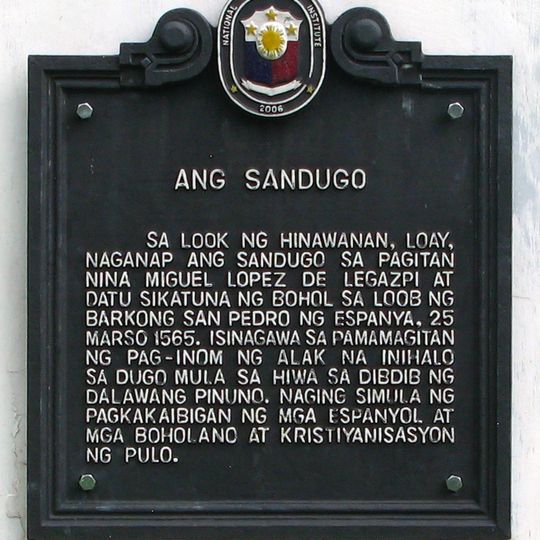 NATIONAL INSTITUTE
2006
ANG SANDUGO
SA LOOK NG HINAWANAN, LOAY,
NAGANAP ANG SANDUGO SA PAGITAN
NINA MIGUEL LOPEZ DE LEGAZPI AT
DATU SIKATUNA NG BOHOL SA LOOB NG
BARKONG SAN PEDRO NG ESPANYA, 25
MARSO 1565. ISINAGAWA SA PAMAMAGITAN
NG PAG-INOM NG ALAK NA INIHALO
SA DUGO MULA SA HIWA SA DIBDIB NG
DALAWANG PINUNO. NAGING SIMULA NG
PAGKAKAIBIGAN NG MGA ESPANYOL AT
MGA BOHOLANO AT KRISTIYANISASYON
NG PULO.